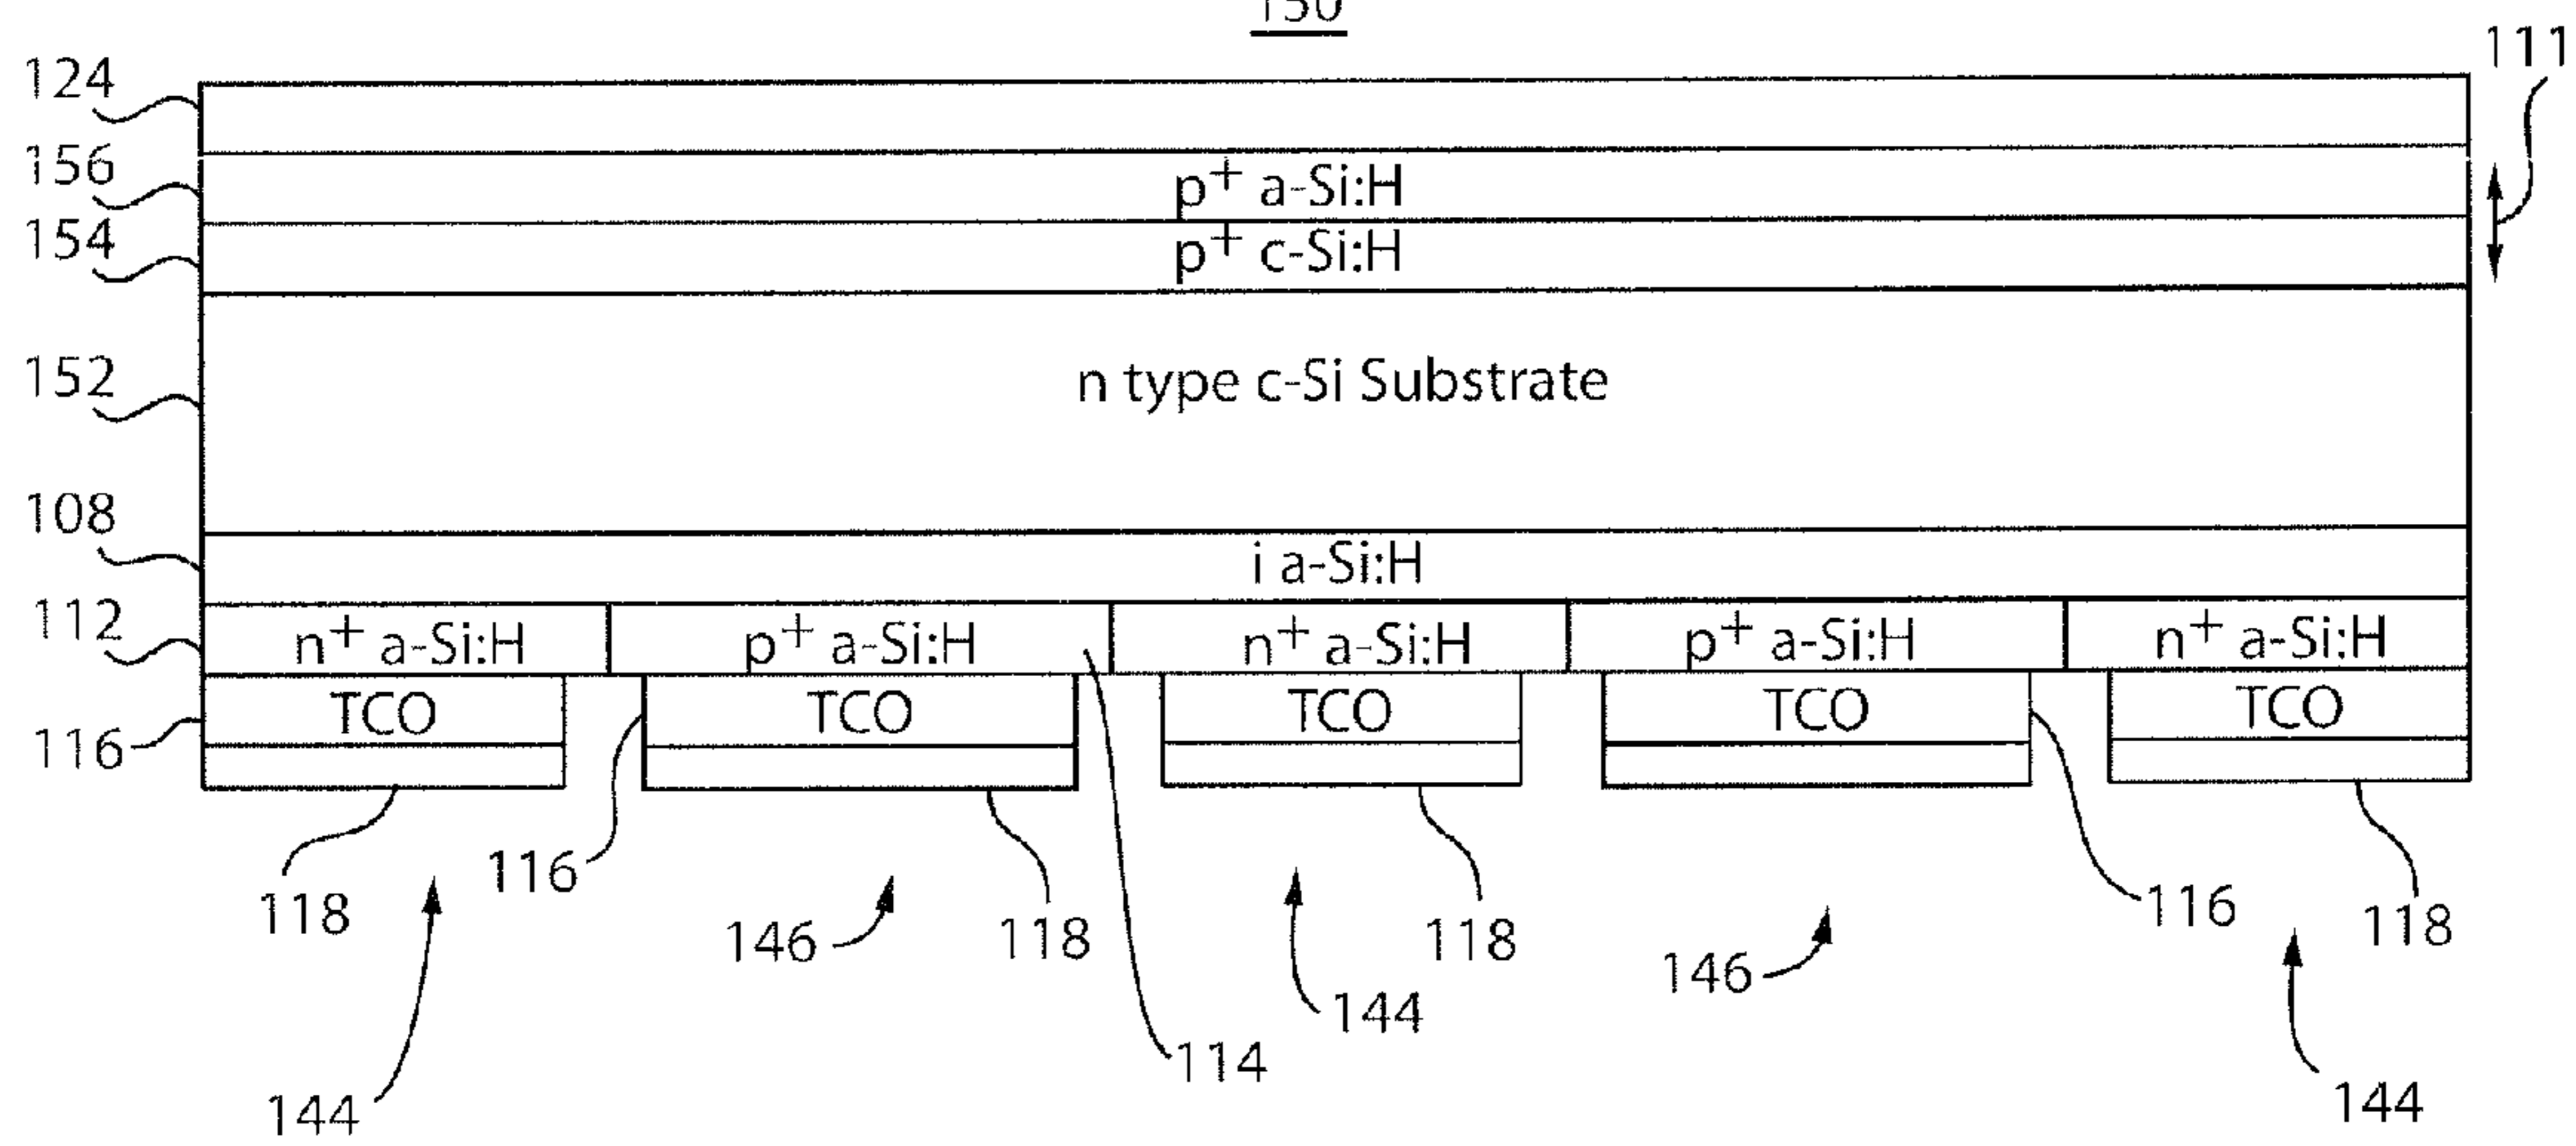 150
111
124
156
p+ a-Si:H
154
p+ c-Si:H
152
n type c-Si Substrate
108
i a-Si:H
112
n+ a-Si:H
p+ a-Si:H
n+ a-Si:H
p+ a-Si:H
n+ a-Si:H
116
TCO
TCO
TCO
TCO
TCO
118
116
146
118
144
118
146
116
118
144
114
144
144